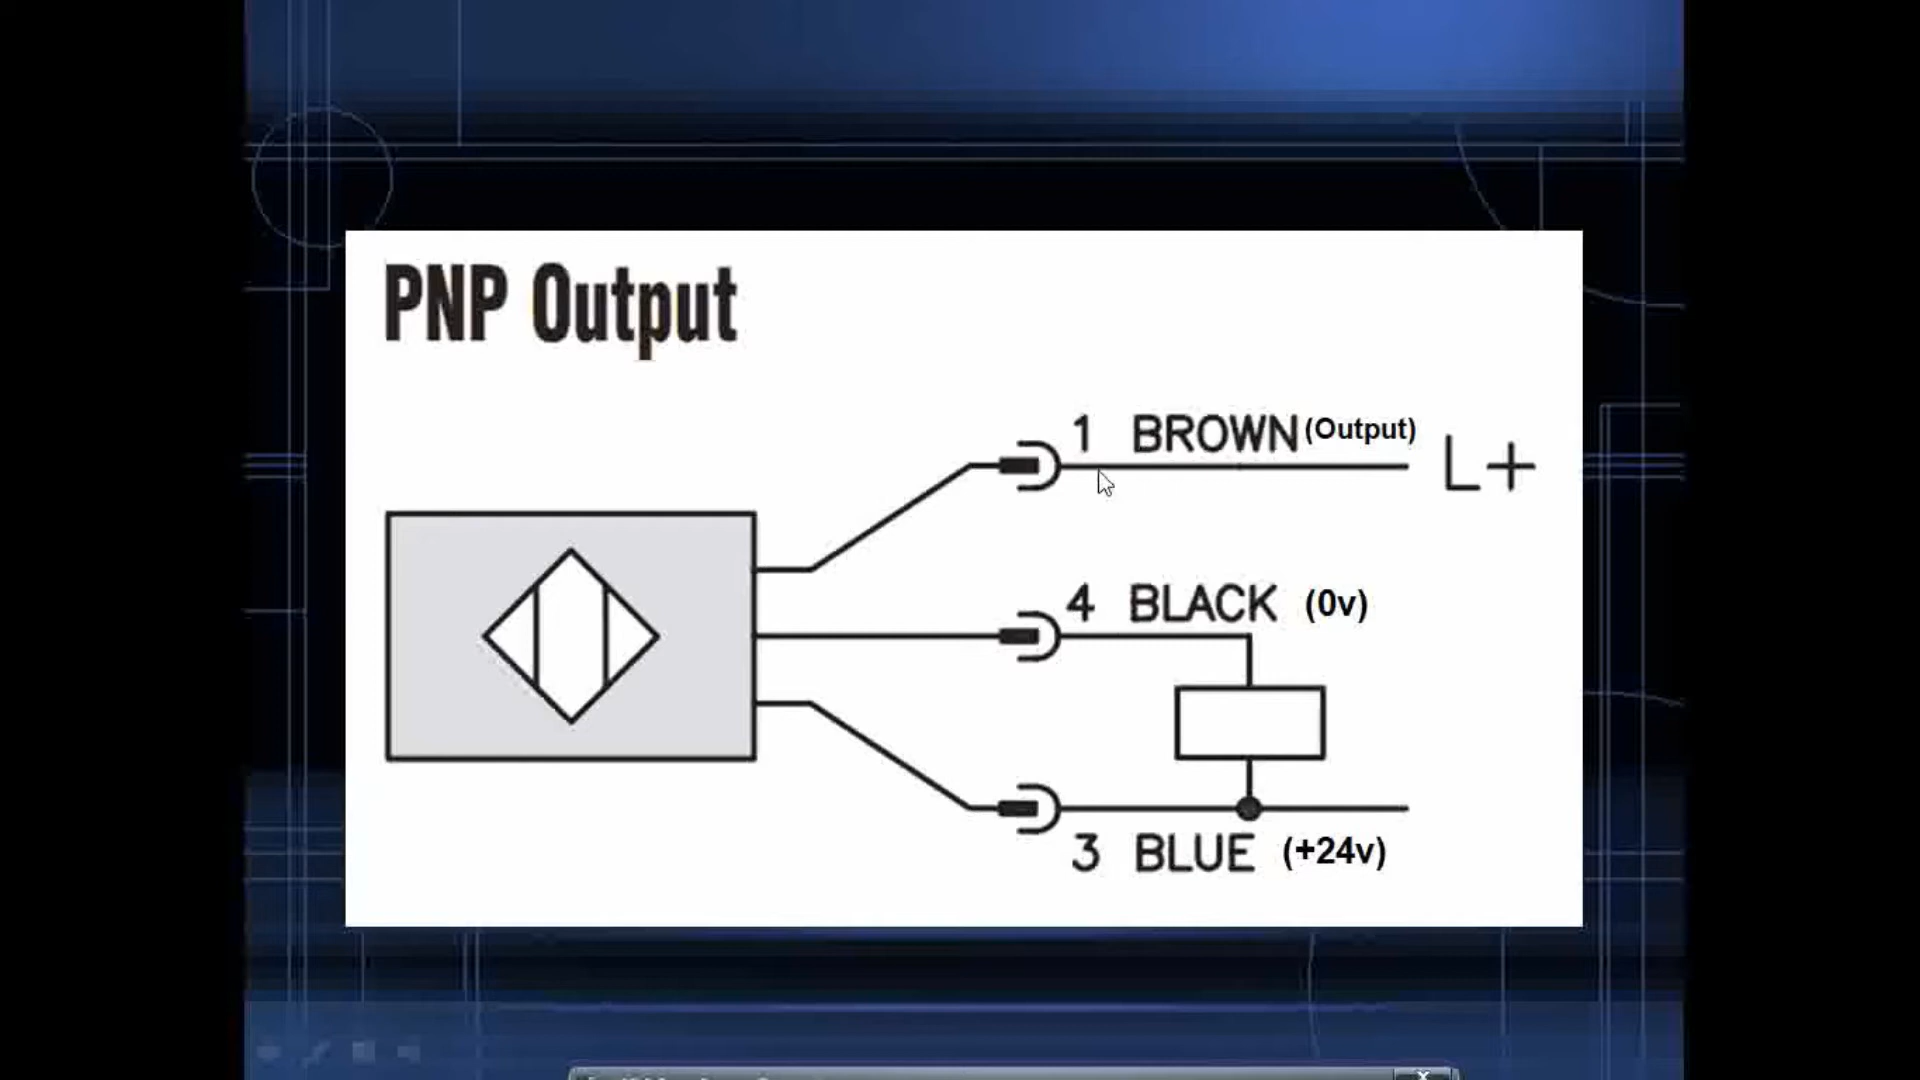 PNP Output
1 BROWN (Output) L+
4 BLACK (0v)
3 BLUE (+24v)